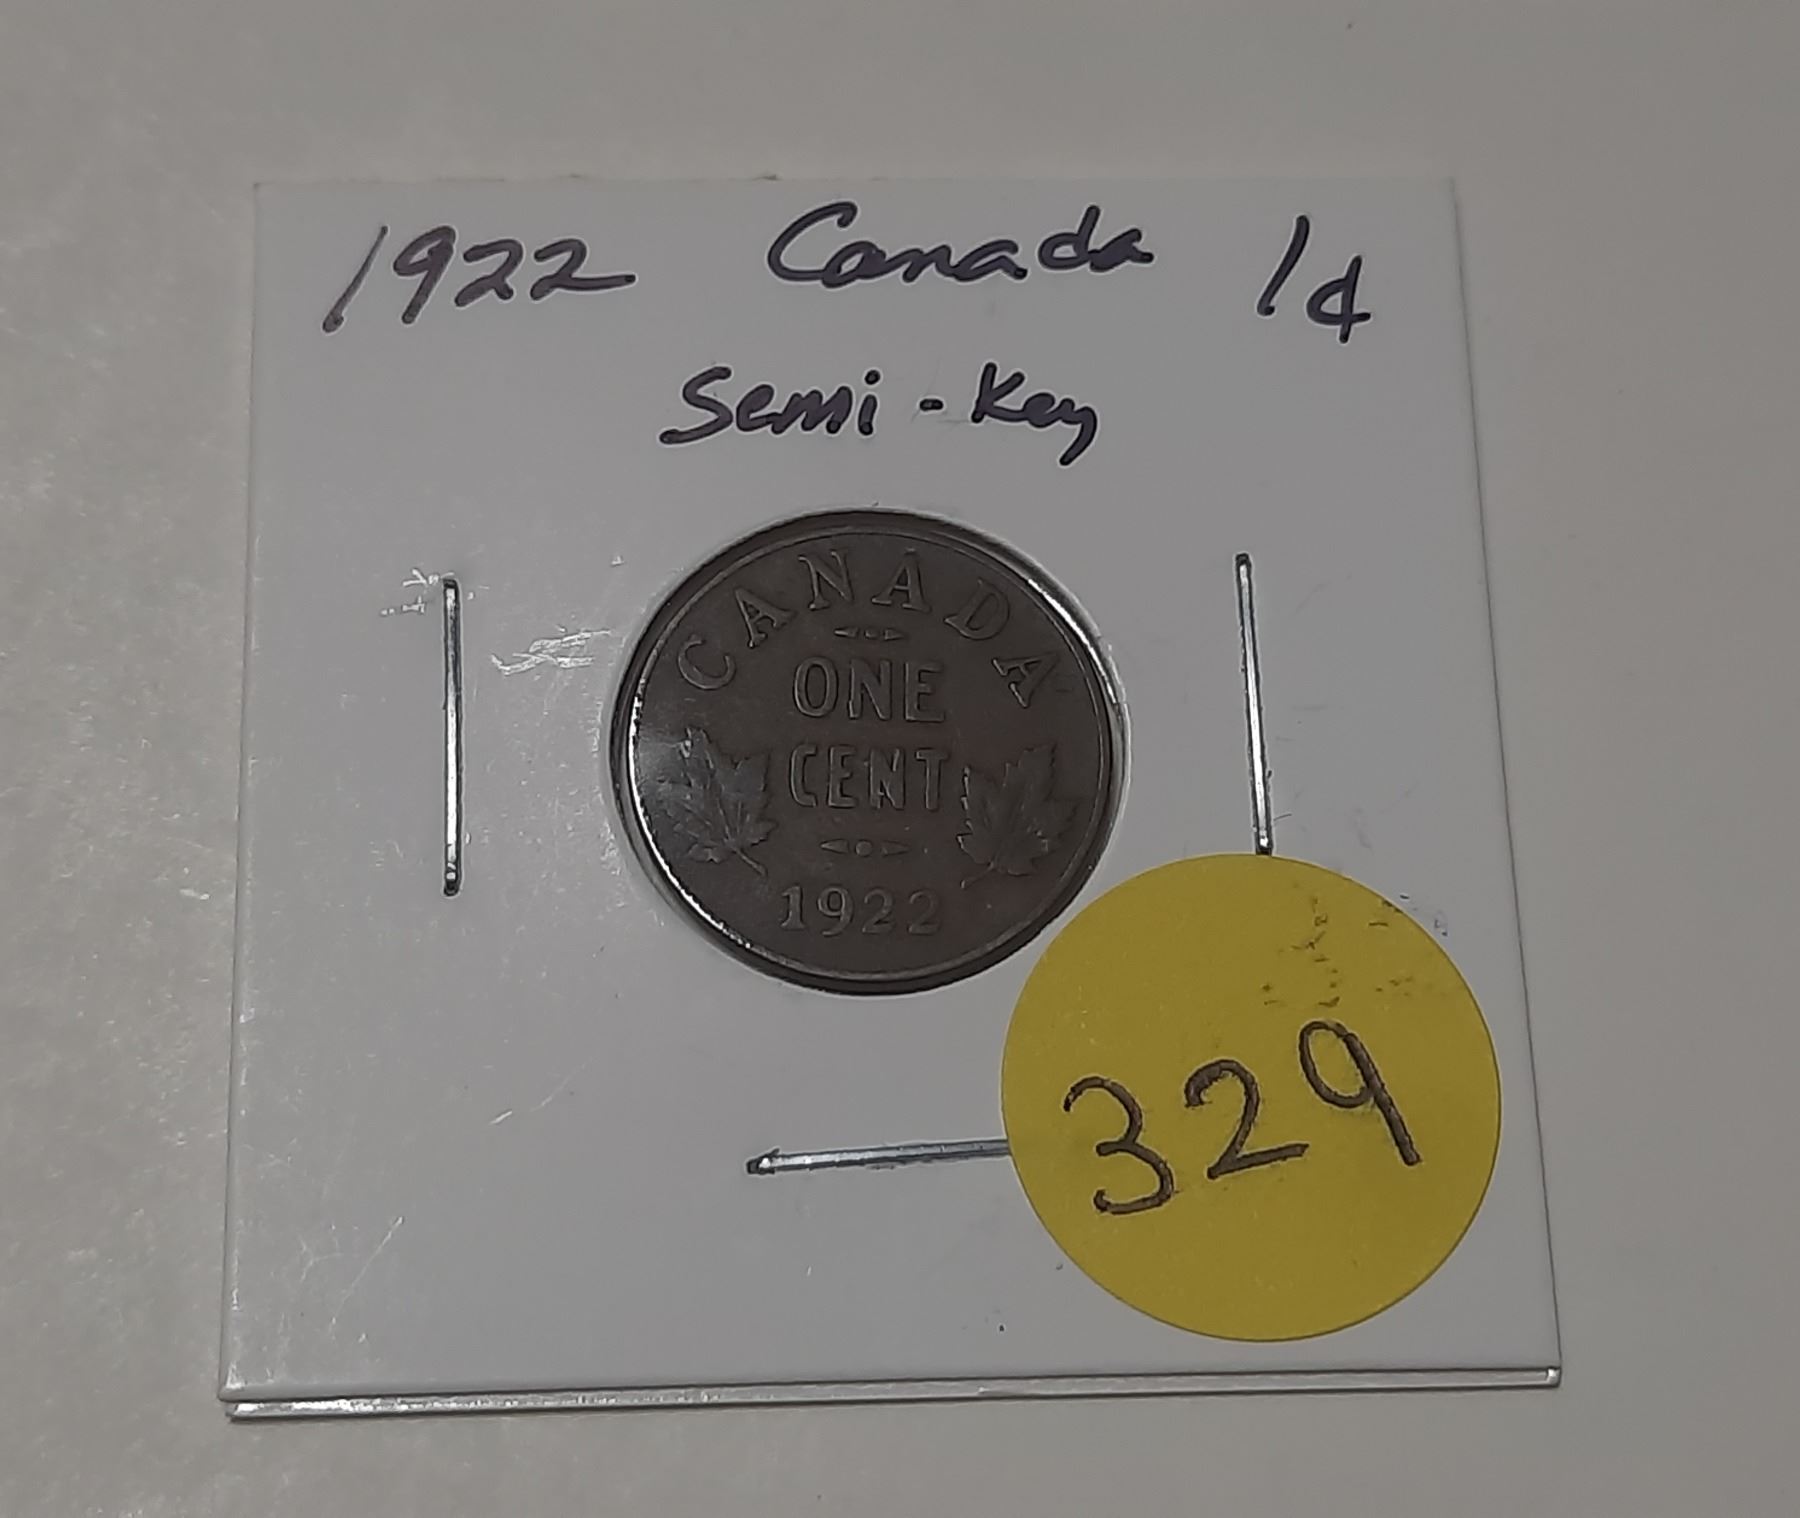 1922 Canada 1¢
Semi-Key
CANADA
ONE
CENT
1922
329